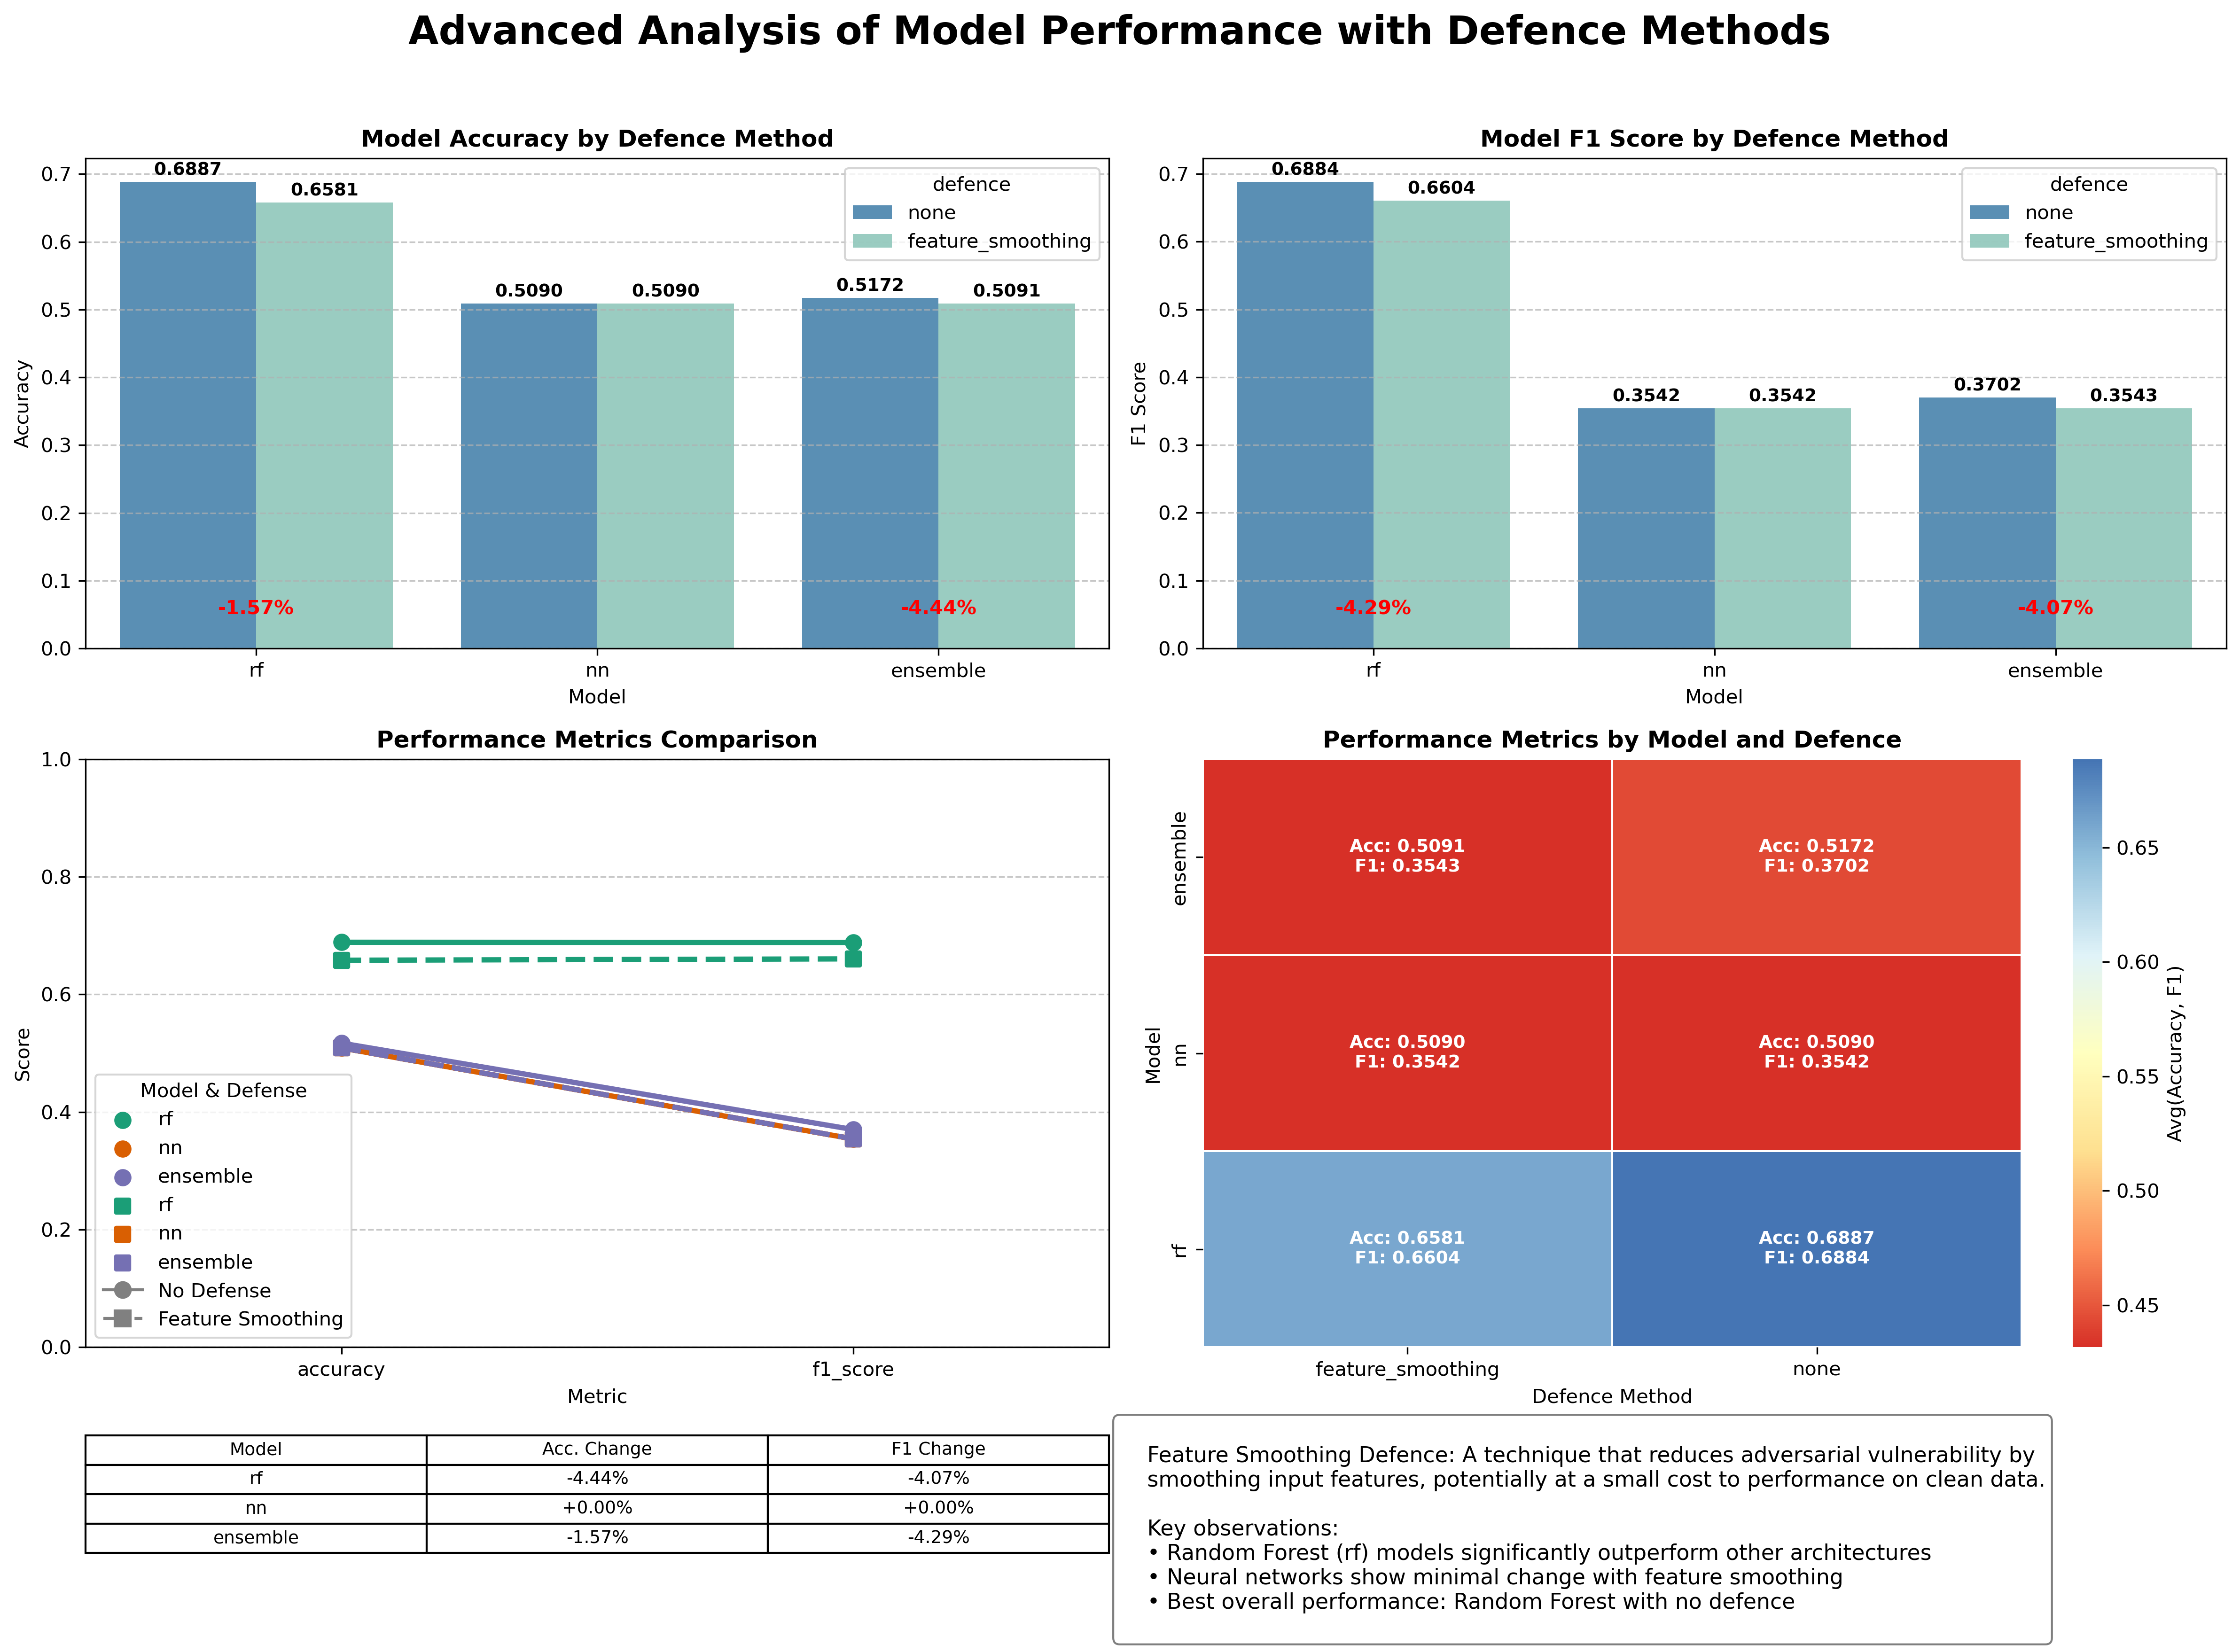 Advanced Analysis of Model Performance with Defence Methods
Model Accuracy by Defence Method
Accuracy
0.7
0.6
0.5
0.4
0.3
0.2
0.1
0.0
0.6887
0.6581
0.5090
0.5090
0.5172
0.5091
defence
none
feature_smoothing
-1.57%
-4.44%
rf
nn
ensemble
Model
Model F1 Score by Defence Method
F1 Score
0.7
0.6
0.5
0.4
0.3
0.2
0.1
0.0
0.6884
0.6604
0.3542
0.3542
0.3702
0.3543
defence
none
feature_smoothing
-4.29%
-4.07%
rf
nn
ensemble
Model
Performance Metrics Comparison
Score
1.0
0.8
0.6
0.4
0.2
0.0
Model & Defense
rf
nn
ensemble
rf
nn
ensemble
No Defense
Feature Smoothing
accuracy
f1_score
Metric
Performance Metrics by Model and Defence
Model
ensemble
nn
rf
Acc: 0.5091
F1: 0.3543
Acc: 0.5172
F1: 0.3702
Acc: 0.5090
F1: 0.3542
Acc: 0.5090
F1: 0.3542
Acc: 0.6581
F1: 0.6604
Acc: 0.6887
F1: 0.6884
feature_smoothing
none
Defence Method
0.65
0.60
0.55
0.50
0.45
Avg(Accuracy, F1)
Model Acc. Change F1 Change
rf -4.44% -4.07%
nn +0.00% +0.00%
ensemble -1.57% -4.29%
Feature Smoothing Defence: A technique that reduces adversarial vulnerability by
smoothing input features, potentially at a small cost to performance on clean data.
Key observations:
• Random Forest (rf) models significantly outperform other architectures
• Neural networks show minimal change with feature smoothing
• Best overall performance: Random Forest with no defence